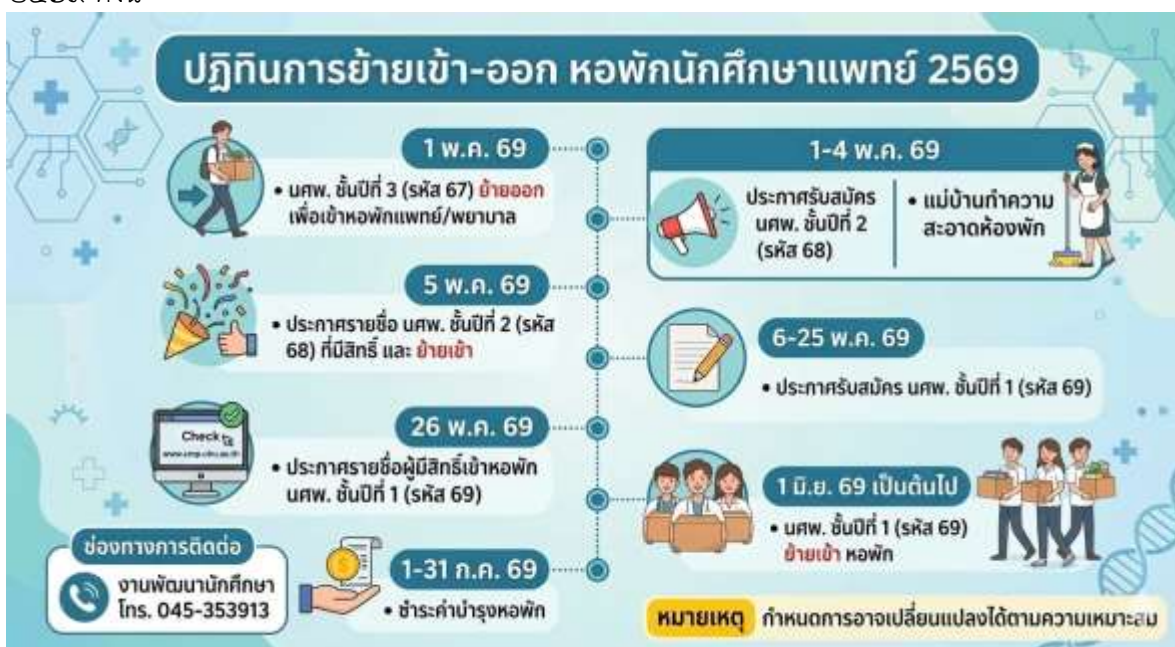 ปฏิทินการย้ายเข้า-ออก หอพักนักศึกษาแพทย์ 2569
1 พ.ค. 69
• นศพ. ชั้นปีที่ 3 (รหัส 67) ย้ายออก
เพื่อเข้าหอพักแพทย์/พยาบาล
1-4 พ.ค. 69
ประกาศรับสมัคร
นศพ. ชั้นปีที่ 2
(รหัส 68)
• แม่บ้านทำความ
สะอาดห้องพัก
5 พ.ค. 69
• ประกาศรายชื่อ นศพ. ชั้นปีที่ 2 (รหัส
68) ที่มีสิทธิ์ และ ย้ายเข้า
6-25 พ.ค. 69
• ประกาศรับสมัคร นศพ. ชั้นปีที่ 1 (รหัส 69)
26 พ.ค. 69
Check
• ประกาศรายชื่อผู้มีสิทธิ์เข้าหอพัก
นศพ. ชั้นปีที่ 1 (รหัส 69)
1 มิ.ย. 69 เป็นต้นไป
• นศพ. ชั้นปีที่ 1 (รหัส 69)
ย้ายเข้า หอพัก
1-31 ก.ค. 69
• ชำระค่าบำรุงหอพัก
ช่องทางการติดต่อ
งานพัฒนานักศึกษา
โทร. 045-353913
หมายเหตุ กำหนดการอาจเปลี่ยนแปลงได้ตามความเหมาะสม